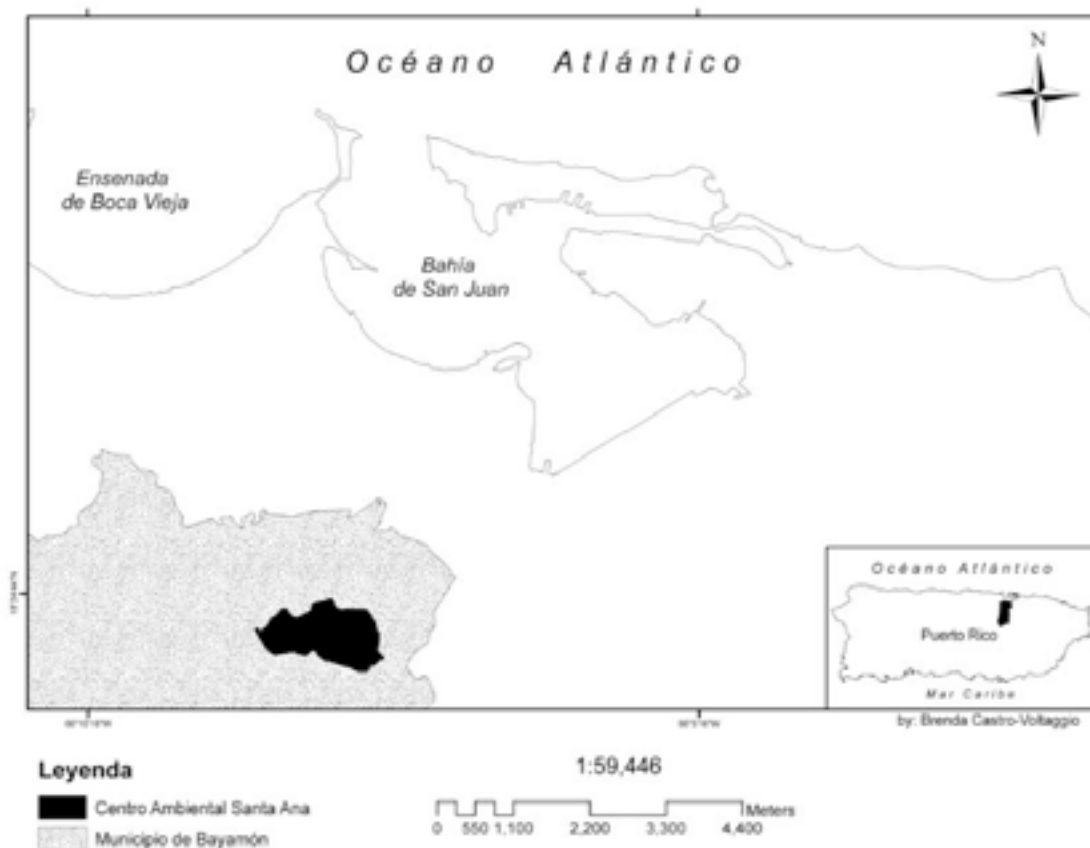 Océano Atlántico
N
Ensenada
de Boca Vieja
Bahía
de San Juan
Océano Atlántico
Puerto Rico
Mar Caribe
by: Brenda Castro-Voltaggio
Leyenda
1:59,446
Centro Ambiental Santa Ana
Municipio de Bayamón
Meters
0 550 1,100 2,200 3,300 4,400